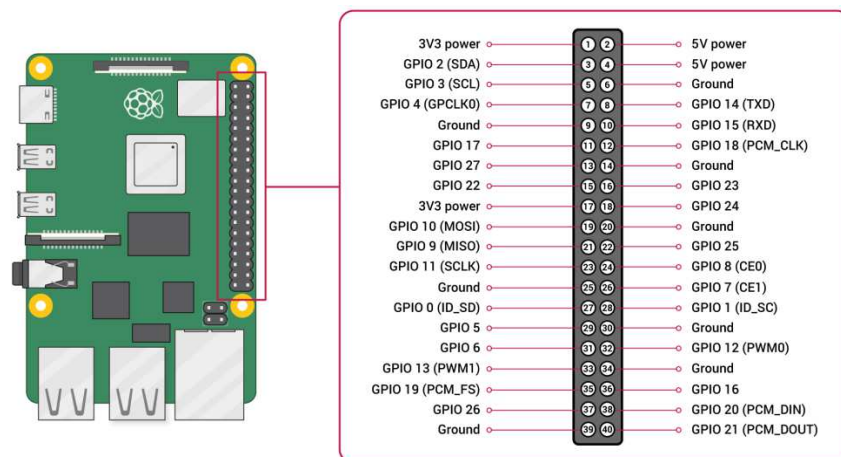 3V3 power 1 2 5V power
GPIO 2 (SDA) 3 4 5V power
GPIO 3 (SCL) 5 6 Ground
GPIO 4 (GPCLK0) 7 8 GPIO 14 (TXD)
Ground 9 10 GPIO 15 (RXD)
GPIO 17 11 12 GPIO 18 (PCM_CLK)
GPIO 27 13 14 Ground
GPIO 22 15 16 GPIO 23
3V3 power 17 18 GPIO 24
GPIO 10 (MOSI) 19 20 Ground
GPIO 9 (MISO) 21 22 GPIO 25
GPIO 11 (SCLK) 23 24 GPIO 8 (CE0)
Ground 25 26 GPIO 7 (CE1)
GPIO 0 (ID_SD) 27 28 GPIO 1 (ID_SC)
GPIO 5 29 30 Ground
GPIO 6 31 32 GPIO 12 (PWM0)
GPIO 13 (PWM1) 33 34 Ground
GPIO 19 (PCM_FS) 35 36 GPIO 16
GPIO 26 37 38 GPIO 20 (PCM_DIN)
Ground 39 40 GPIO 21 (PCM_DOUT)